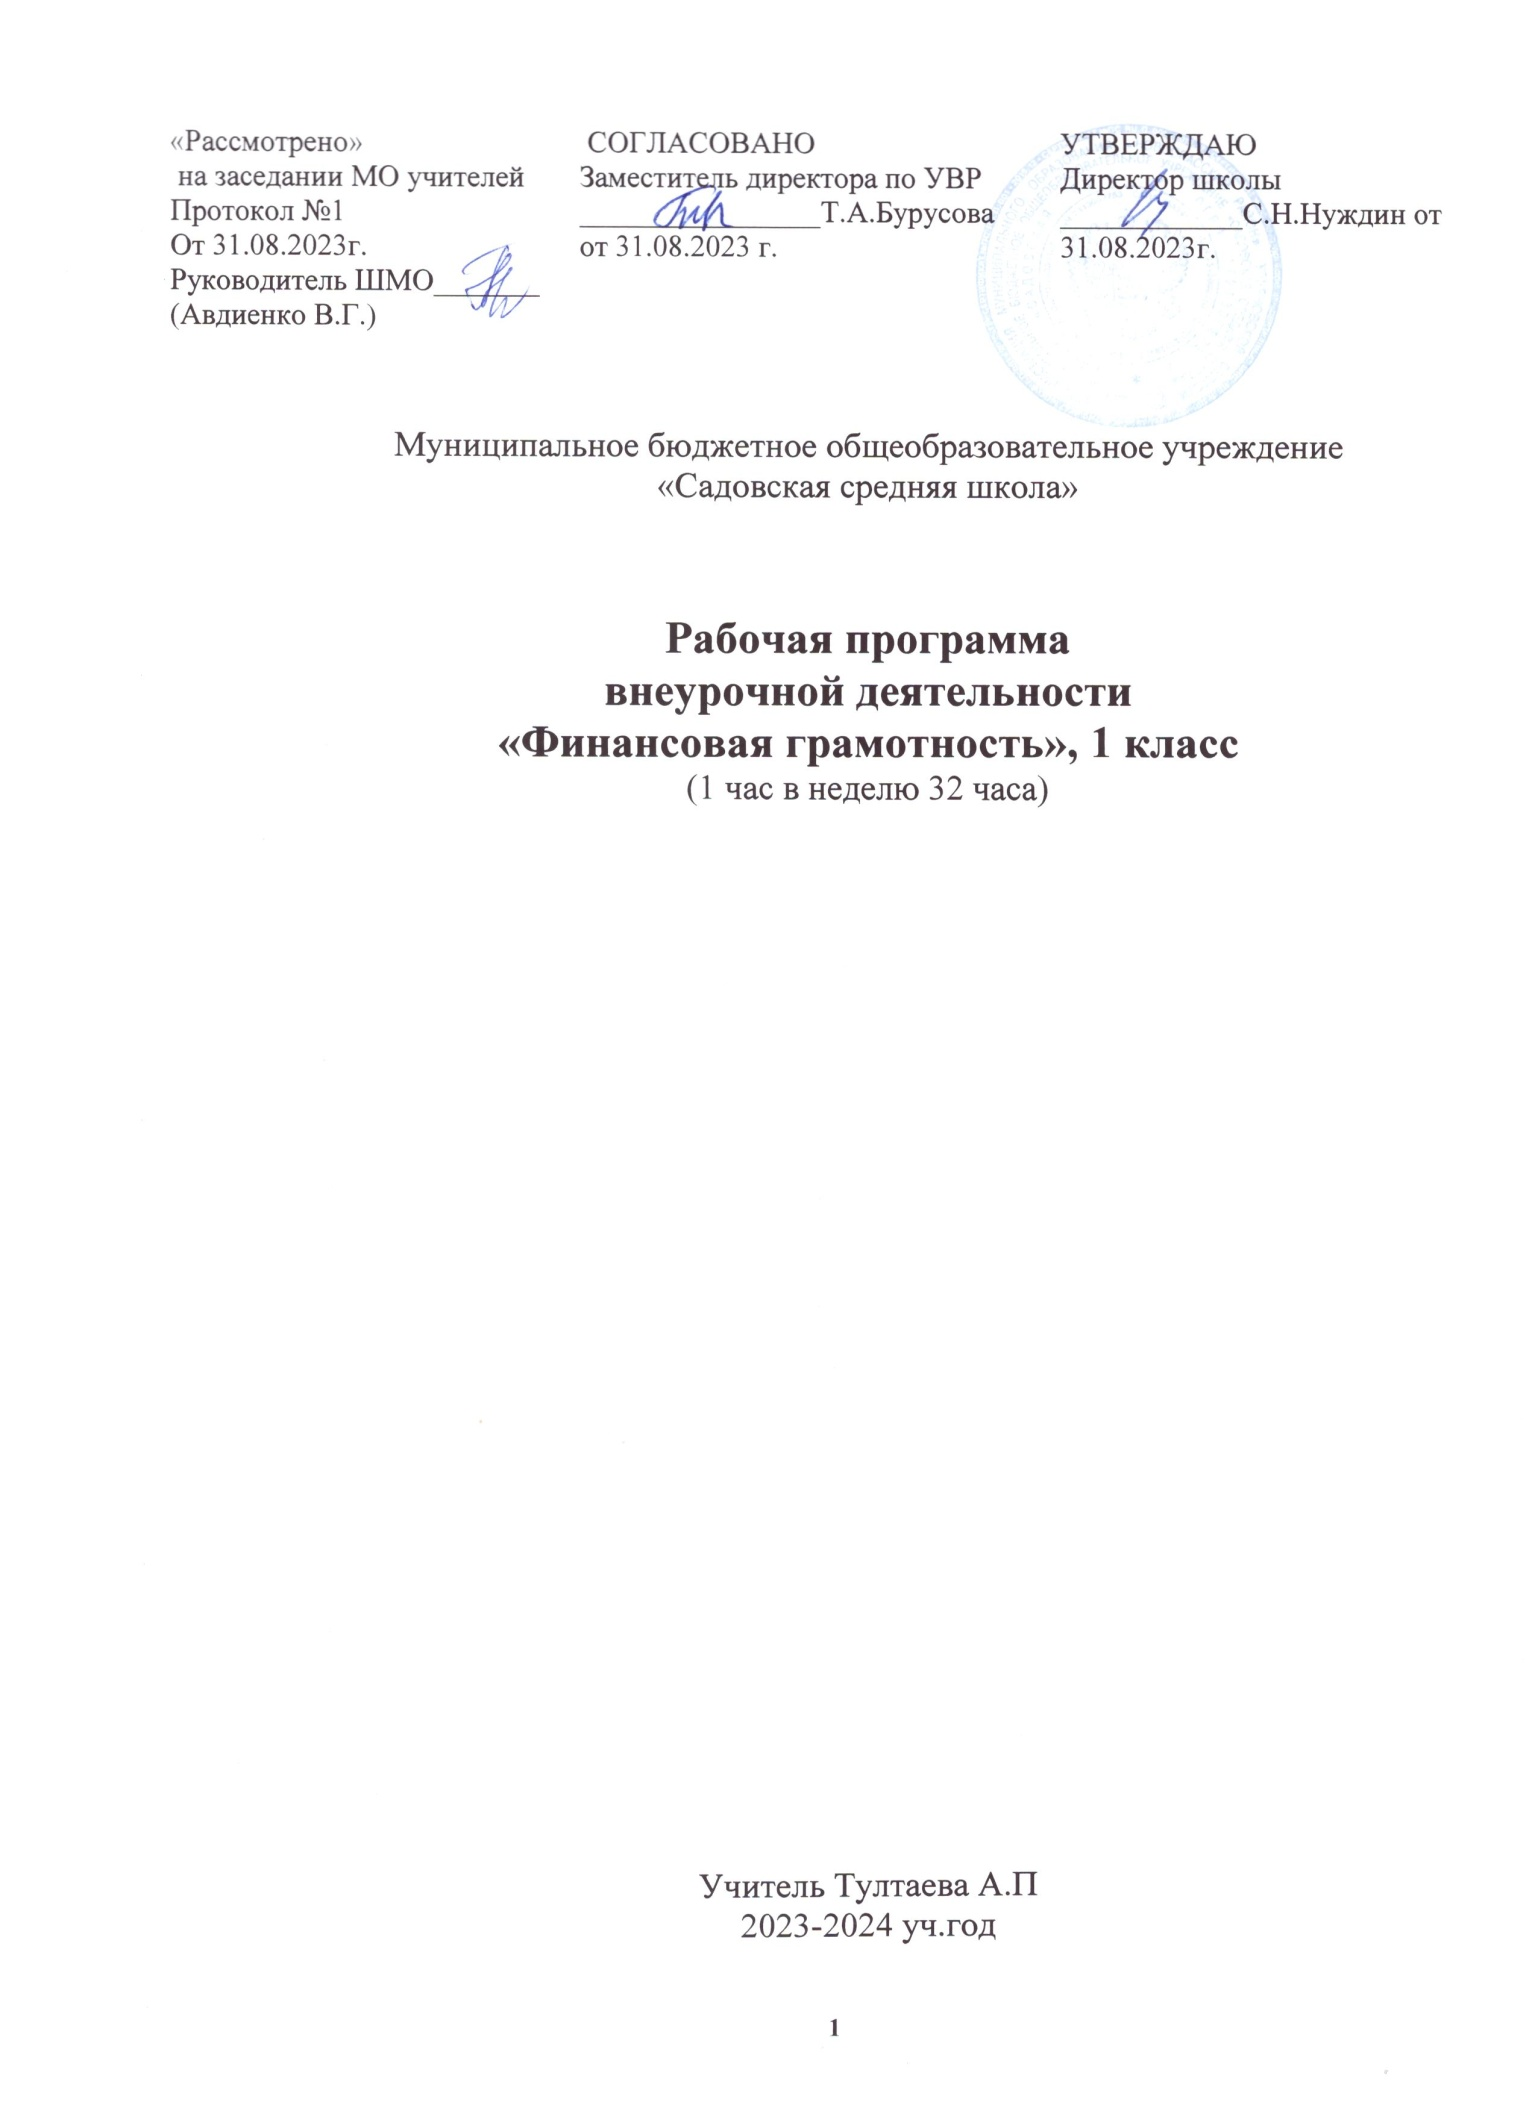 «Рассмотрено»
на заседании МО учителей
Протокол №1
От 31.08.2023г.
Руководитель ШМО_______
(Авдиенко В.Г.)
СОГЛАСОВАНО
Заместитель директора по УВР
________________Т.А.Бурусова
от 31.08.2023 г.
УТВЕРЖДАЮ
Директор школы
____________С.Н.Нуждин от
31.08.2023г.
Муниципальное бюджетное общеобразовательное учреждение
«Садовская средняя школа»
Рабочая программа
внеурочной деятельности
«Финансовая грамотность», 1 класс
(1 час в неделю 32 часа)
Учитель Тултаева А.П
2023-2024 уч.год
1